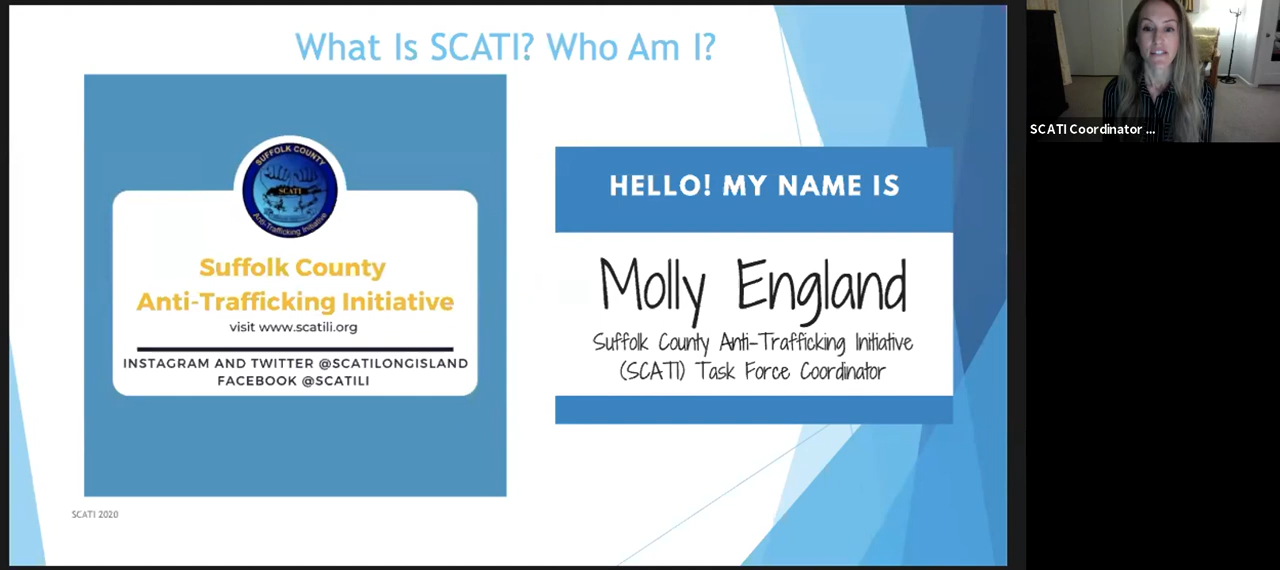 What Is SCATI? Who Am I?
SUFFOLK COUNTY
SCATI
Anti-Trafficking Initiative
Suffolk County
Anti-Trafficking Initiative
visit www.scatili.org
INSTAGRAM AND TWITTER @SCATILONGISLAND
FACEBOOK @SCATILI
HELLO! MY NAME IS
Molly England
Suffolk County Anti-Trafficking Initiative
(SCATI) Task Force Coordinator
SCATI 2020
SCATI Coordinator ...